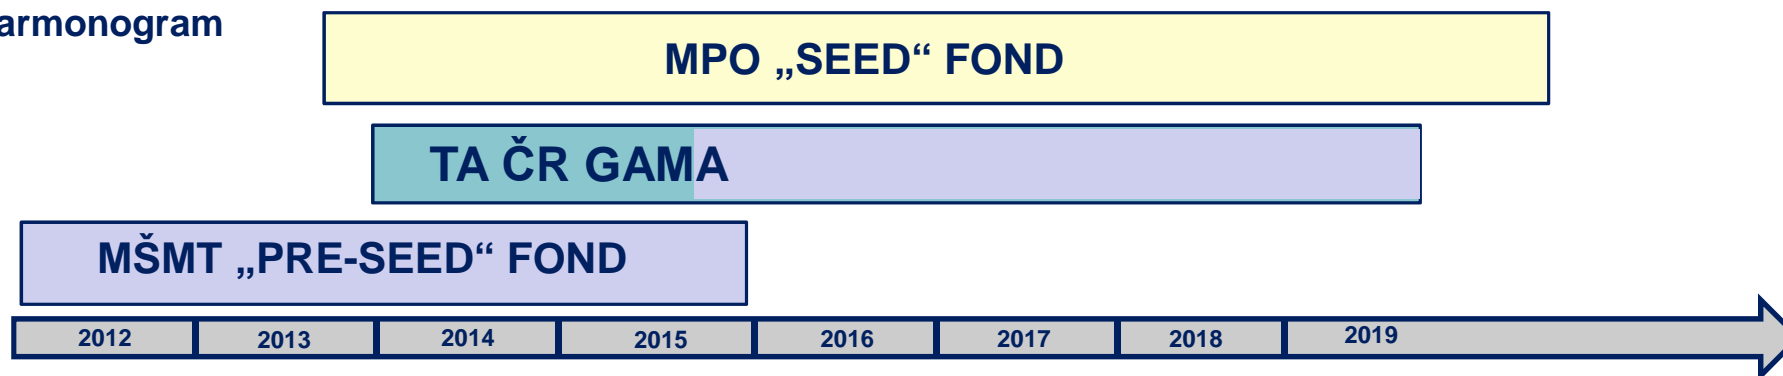 armonogram
MPO „SEED“ FOND
TA ČR GAMA
MŠMT „PRE-SEED“ FOND
2012 2013 2014 2015 2016 2017 2018 2019